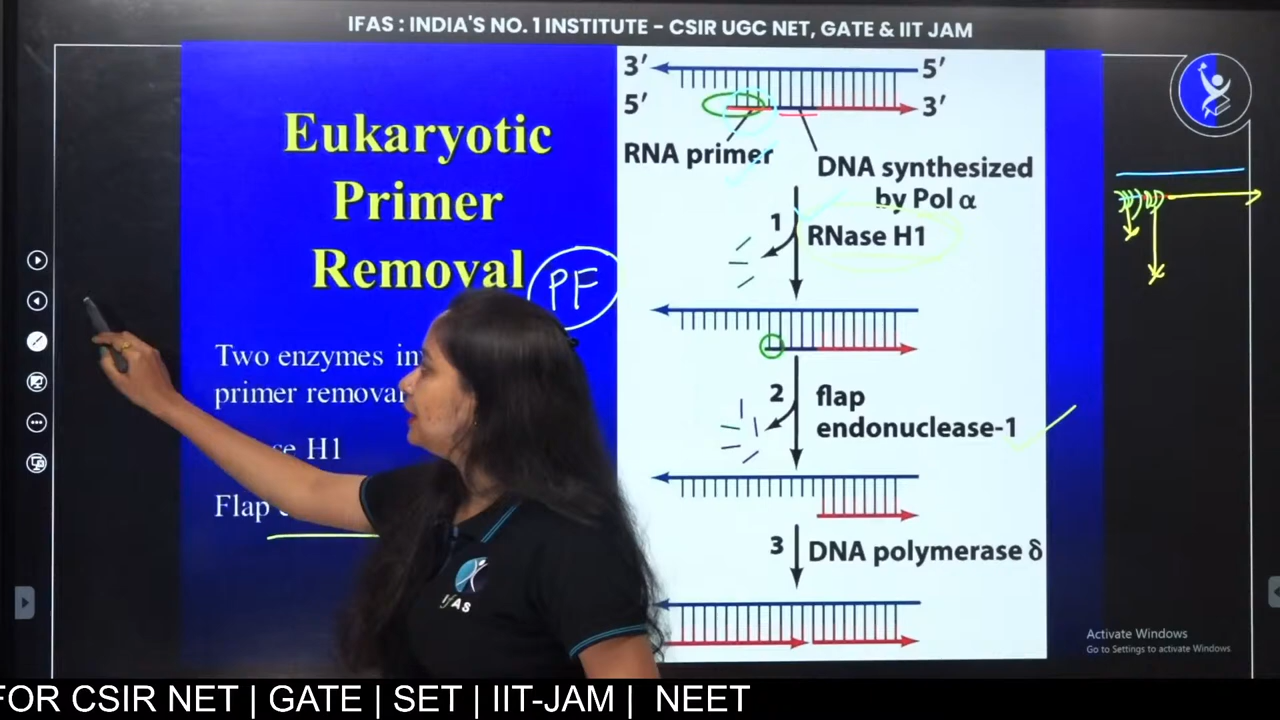 IFAS : INDIA'S NO. 1 INSTITUTE – CSIR UGC NET, GATE & IIT JAM
Eukaryotic
Primer
Removal
PF
Two enzymes
primer
H1
Flap
3′
5′
5′
3′
RNA primer
DNA synthesized
by Pol α
1
RNase H1
2
flap
endonuclease-1
3
DNA polymerase δ
IFAS
Activate Windows
Go to Settings to activate Windows
FOR CSIR NET | GATE | SET | IIT-JAM | NEET